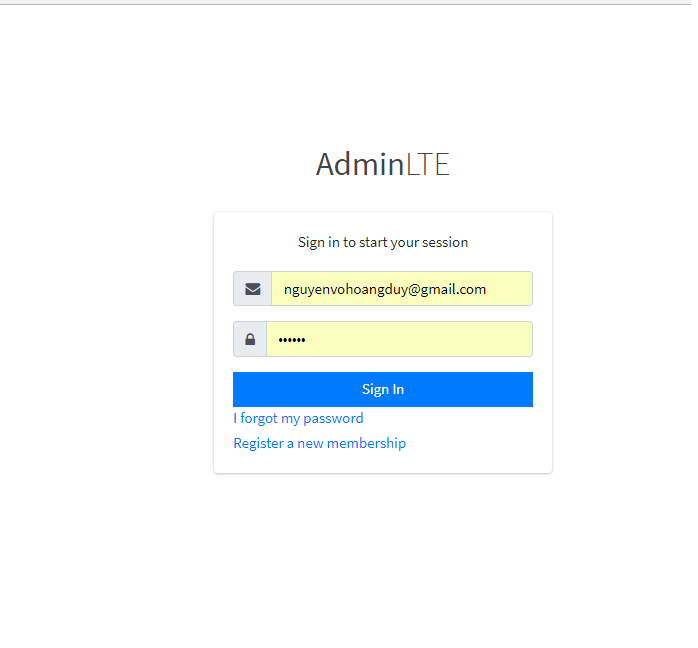 AdminLTE
Sign in to start your session
nguyenvohoangduy@gmail.com
••••••
Sign In
I forgot my password
Register a new membership